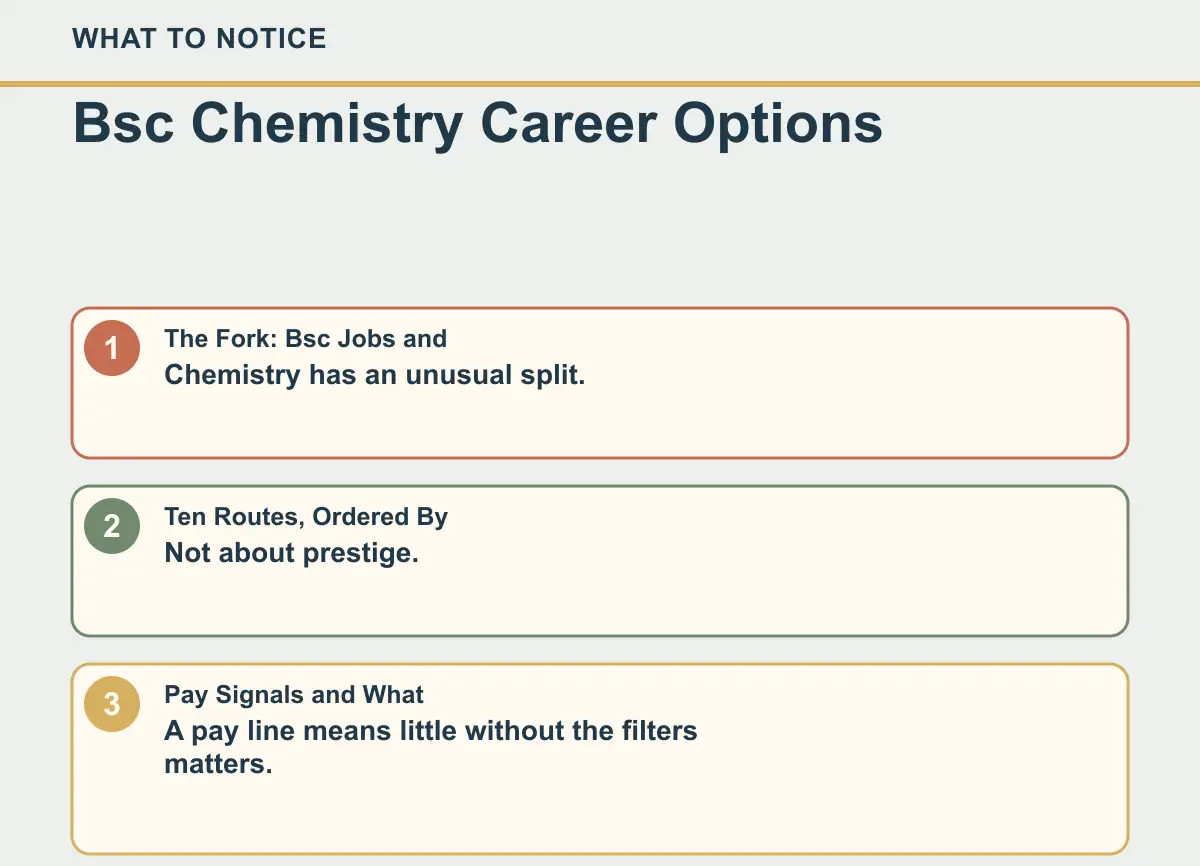 WHAT TO NOTICE
Bsc Chemistry Career Options
1
The Fork: Bsc Jobs and
Chemistry has an unusual split.
2
Ten Routes, Ordered By
Not about prestige.
3
Pay Signals and What
A pay line means little without the filters
matters.